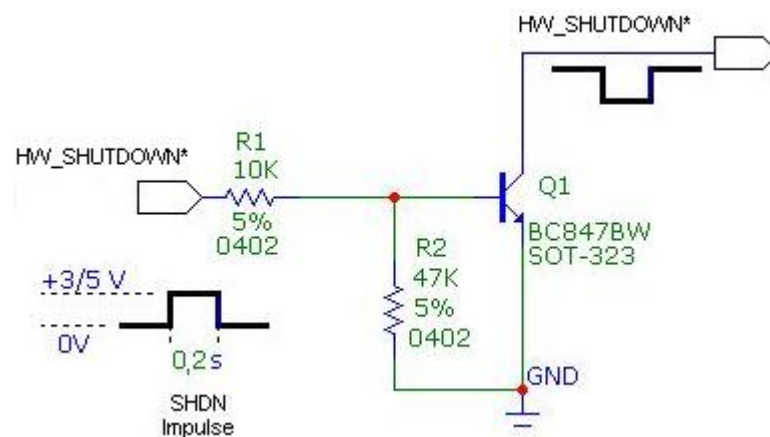 HW_SHUTDOWN*
R1
10K
HW_SHUTDOWN*
5%
0402
Q1
BC847BW
SOT-323
R2
47K
5%
0402
+3/5 V
0V
0,2s
SHDN
Impulse
GND